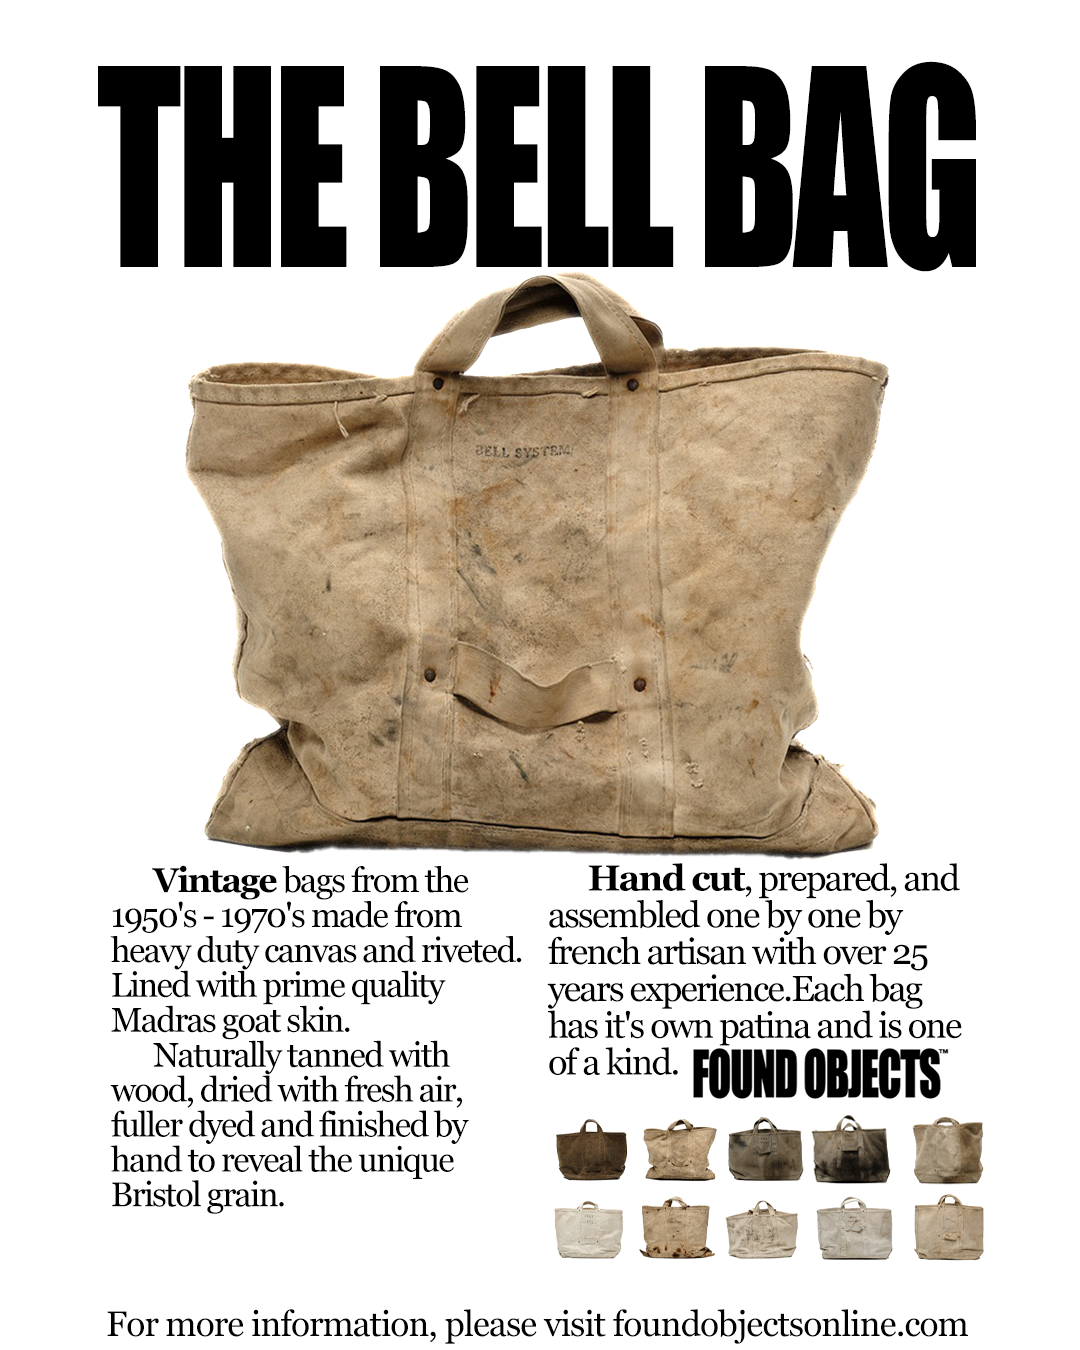 THE BELL BAG
BELL SYSTEM
Vintage bags from the
1950's - 1970's made from
heavy duty canvas and riveted.
Lined with prime quality
Madras goat skin.
Naturally tanned with
wood, dried with fresh air,
fuller dyed and finished by
hand to reveal the unique
Bristol grain.
Hand cut, prepared, and
assembled one by one by
french artisan with over 25
years experience.Each bag
has it's own patina and is one
of a kind. FOUND OBJECTS™
For more information, please visit foundobjectsonline.com